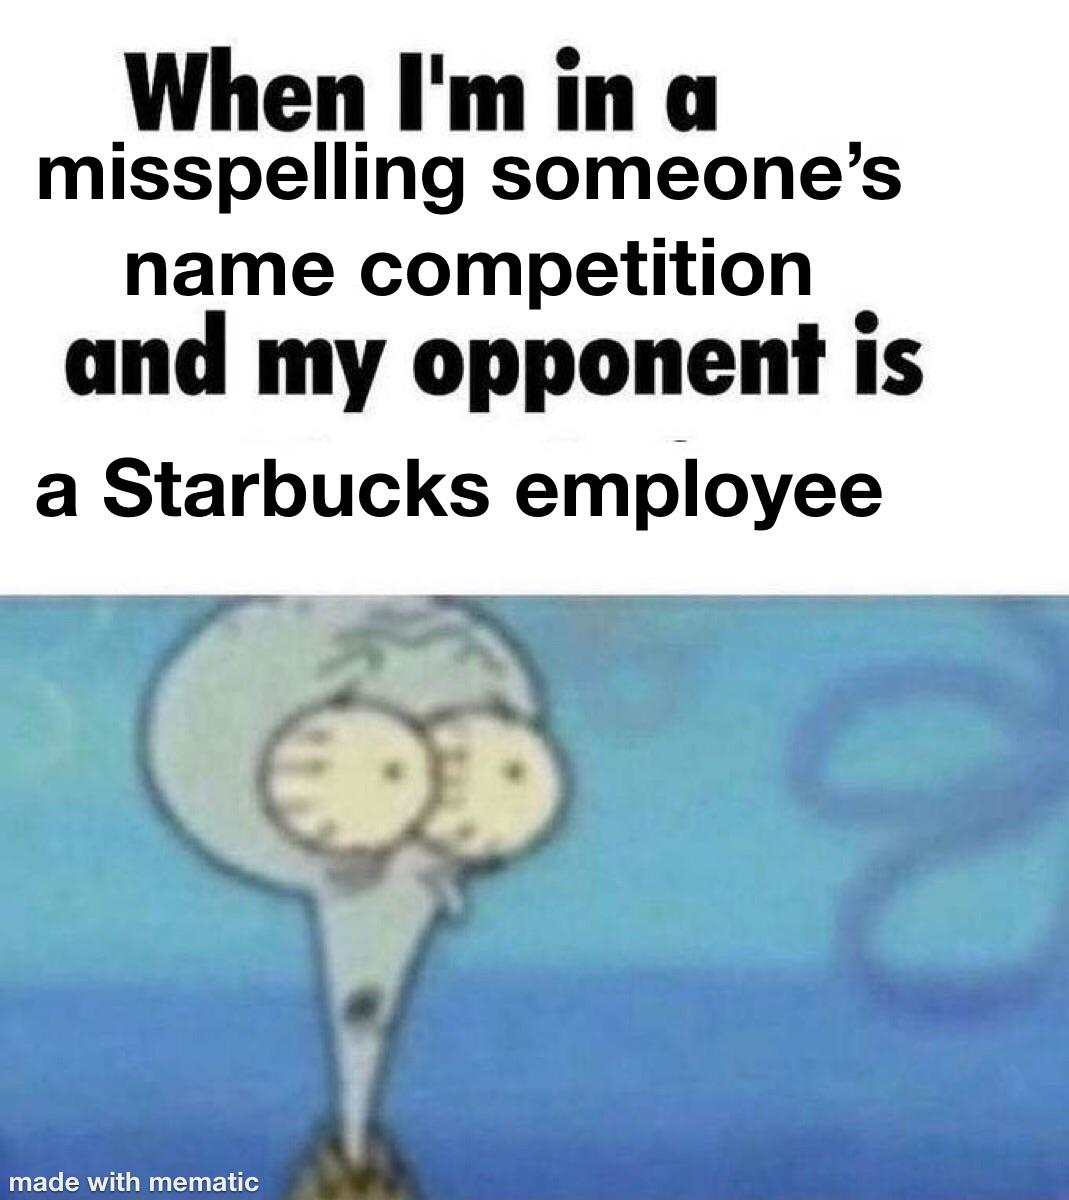 When I'm in a
misspelling someone’s
name competition
and my opponent is
a Starbucks employee
made with mematic